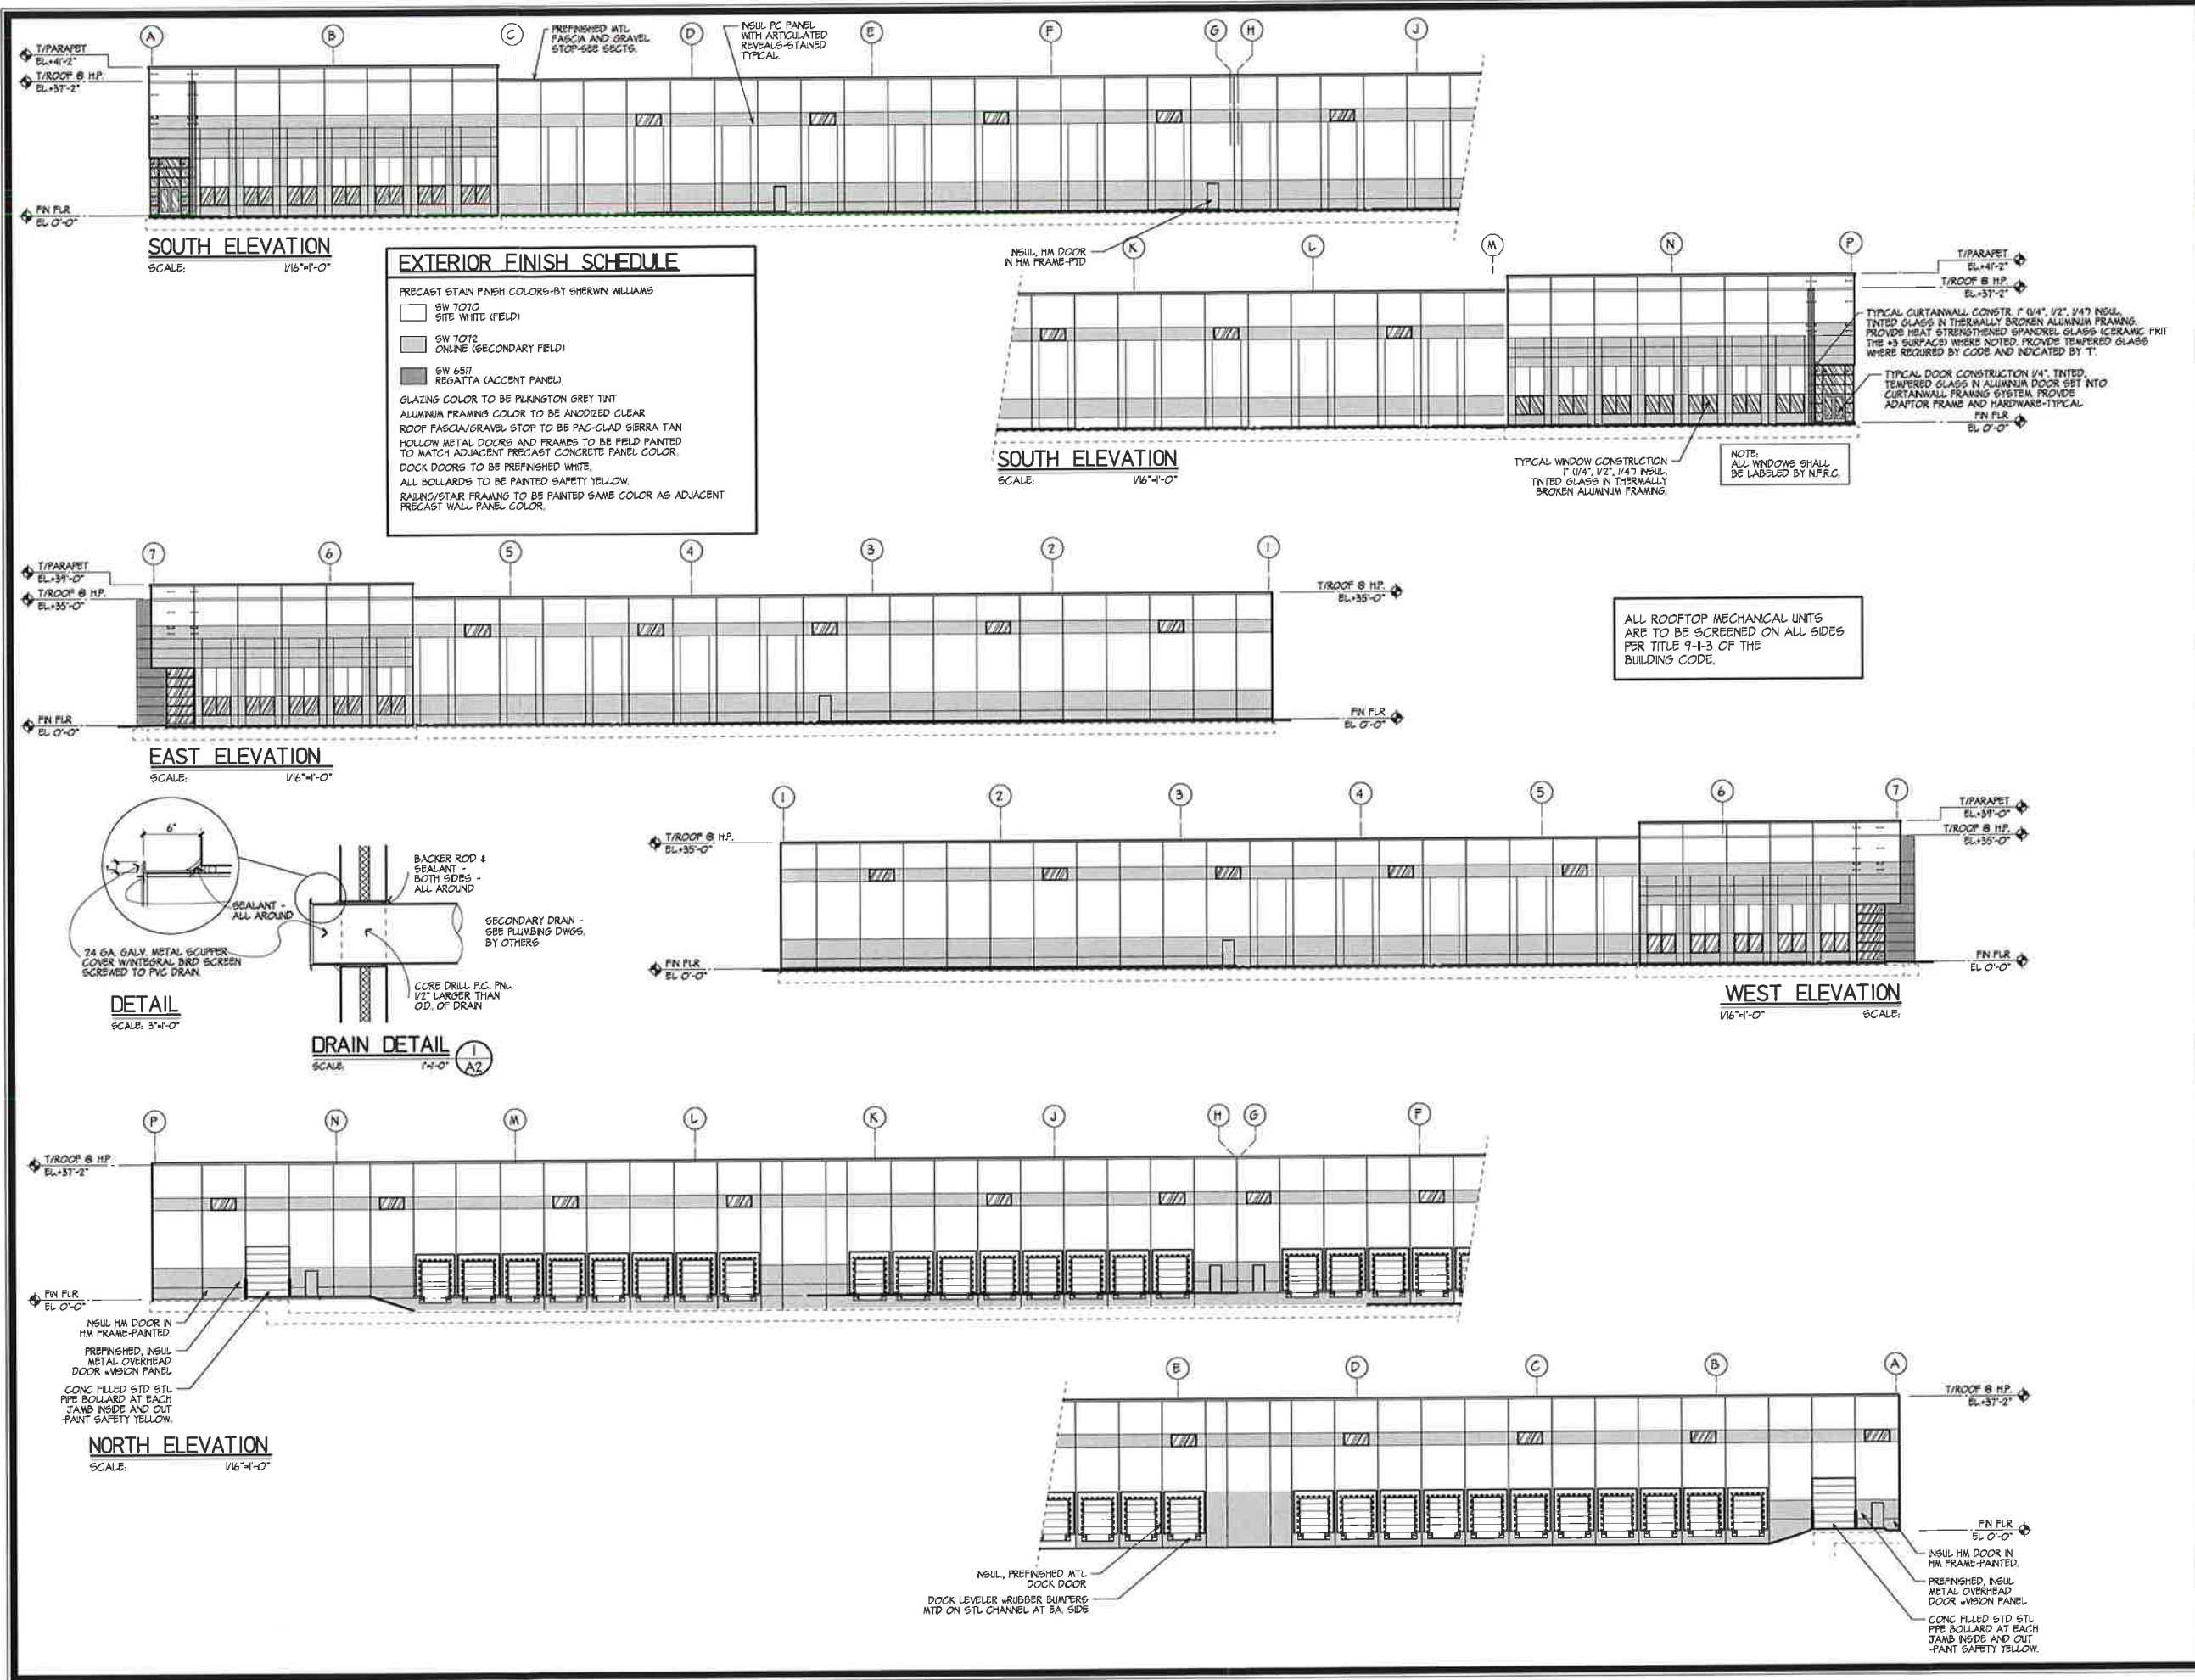 A
B
C
D
E
F
G
H
J
T/PARAPET
EL.+41'-2"
T/ROOF @ H.P.
EL.+37'-2"
FIN FLR
EL 0'-0"
PREFINISHED MTL
FASCIA AND GRAVEL
STOP-SEE SECTS.
INSUL PC PANEL
WITH ARTICULATED
REVEALS-STAINED
TYPICAL
SOUTH ELEVATION
SCALE: 1/16"=1'-0"
INSUL, HM DOOR
IN HM FRAME-PTD
EXTERIOR FINISH SCHEDULE
PRECAST STAIN FINISH COLORS-BY SHERWIN WILLIAMS
SW 7070
SITE WHITE (FIELD)
SW 7072
ONLINE (SECONDARY FIELD)
SW 6517
REGATTA (ACCENT PANEL)
GLAZING COLOR TO BE PILKINGTON GREY TINT
ALUMINUM FRAMING COLOR TO BE ANODIZED CLEAR
ROOF FASCIA/GRAVEL STOP TO BE PAC-CLAD SIERRA TAN
HOLLOW METAL DOORS AND FRAMES TO BE FIELD PAINTED
TO MATCH ADJACENT PRECAST CONCRETE PANEL COLOR.
DOCK DOORS TO BE PREFINISHED WHITE.
ALL BOLLARDS TO BE PAINTED SAFETY YELLOW.
RAILING/STAIR FRAMING TO BE PAINTED SAME COLOR AS ADJACENT
PRECAST WALL PANEL COLOR.
K
L
M
N
P
T/PARAPET
EL.+41'-2"
T/ROOF @ H.P.
EL.+37'-2"
TYPICAL CURTANWALL CONSTR. 1" (1/4", 1/2", 1/4") INSUL,
TINTED GLASS IN THERMALLY BROKEN ALUMINUM FRAMING.
PROVIDE HEAT STRENGTHENED SPANDREL GLASS (CERAMIC FRIT
THE #3 SURFACE) WHERE NOTED. PROVIDE TEMPERED GLASS
WHERE REQUIRED BY CODE AND INDICATED BY 'T'.
TYPICAL DOOR CONSTRUCTION 1/4", TINTED,
TEMPERED GLASS IN ALUMINUM DOOR SET INTO
CURTANWALL FRAMING SYSTEM PROVIDE
ADAPTOR FRAME AND HARDWARE-TYPICAL
FIN FLR
EL 0'-0"
SOUTH ELEVATION
SCALE: 1/16"=1'-0"
TYPICAL WINDOW CONSTRUCTION
1" (1/4", 1/2", 1/4") INSUL,
TINTED GLASS IN THERMALLY
BROKEN ALUMINUM FRAMING.
NOTE:
ALL WINDOWS SHALL
BE LABELED BY N.F.R.C.
7
6
5
4
3
2
1
T/PARAPET
EL.+39'-0"
T/ROOF @ H.P.
EL.+35'-0"
FIN FLR
EL 0'-0"
T/ROOF @ H.P.
EL.+35'-0"
FIN FLR
EL 0'-0"
EAST ELEVATION
SCALE: 1/16"=1'-0"
ALL ROOFTOP MECHANICAL UNITS
ARE TO BE SCREENED ON ALL SIDES
PER TITLE 9-11-3 OF THE
BUILDING CODE.
1
2
3
4
5
6
7
T/ROOF @ H.P.
EL.+35'-0"
FIN FLR
EL 0'-0"
T/PARAPET
EL.+39'-0"
T/ROOF @ H.P.
EL.+35'-0"
FIN FLR
EL 0'-0"
WEST ELEVATION
1/16"=1'-0" SCALE:
6"
SEALANT -
ALL AROUND
24 GA. GALV. METAL SCUPPER
COVER W/INTEGRAL BIRD SCREEN
SCREWED TO PVC DRAIN.
DETAIL
SCALE: 3"=1'-0"
BACKER ROD &
SEALANT -
BOTH SIDES -
ALL AROUND
SECONDARY DRAIN -
SEE PLUMBING DWGS.
BY OTHERS
CORE DRILL P.C. PNL.
1/2" LARGER THAN
O.D. OF DRAIN
DRAIN DETAIL
SCALE: 1"=1'-0"
1
A2
P
N
M
L
K
J
H
G
F
T/ROOF @ H.P.
EL.+37'-2"
FIN FLR
EL 0'-0"
INSUL HM DOOR IN
HM FRAME-PAINTED.
PREFINISHED, INSUL
METAL OVERHEAD
DOOR w/VISION PANEL
CONC FILLED STD STL
PIPE BOLLARD AT EACH
JAMB INSIDE AND OUT
-PAINT SAFETY YELLOW.
NORTH ELEVATION
SCALE: 1/16"=1'-0"
E
D
C
B
A
T/ROOF @ H.P.
EL.+37'-2"
FIN FLR
EL 0'-0"
INSUL., PREFINISHED MTL
DOCK DOOR
DOCK LEVELER w/RUBBER BUMPERS
MTD ON STL CHANNEL AT EA. SIDE
INSUL HM DOOR IN
HM FRAME-PAINTED.
PREFINISHED, INSUL
METAL OVERHEAD
DOOR w/VISION PANEL
CONC FILLED STD STL
PIPE BOLLARD AT EACH
JAMB INSIDE AND OUT
-PAINT SAFETY YELLOW.